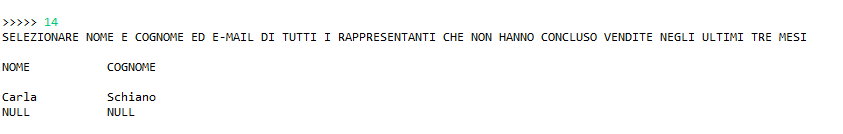 >>>>> 14
SELEZIONARE NOME E COGNOME ED E-MAIL DI TUTTI I RAPPRESENTANTI CHE NON HANNO CONCLUSO VENDITE NEGLI ULTIMI TRE MESI
NOME COGNOME
Carla Schiano
NULL NULL